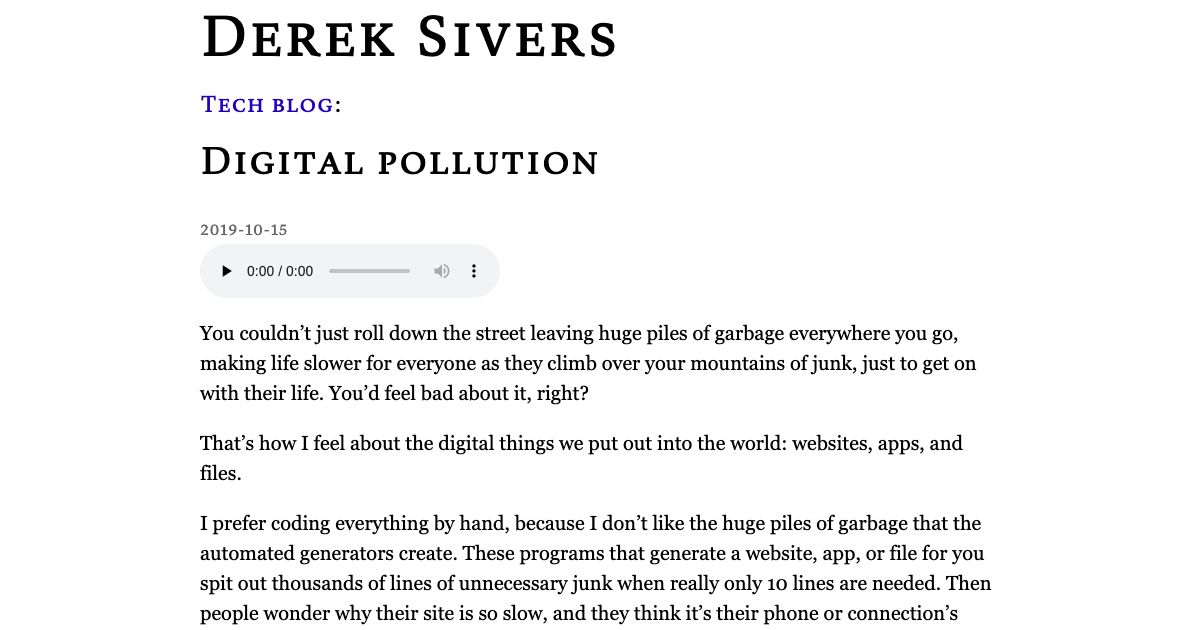 Derek Sivers
Tech blog:
Digital pollution
2019-10-15
0:00 / 0:00
You couldn’t just roll down the street leaving huge piles of garbage everywhere you go,
making life slower for everyone as they climb over your mountains of junk, just to get on
with their life. You’d feel bad about it, right?
That’s how I feel about the digital things we put out into the world: websites, apps, and
files.
I prefer coding everything by hand, because I don’t like the huge piles of garbage that the
automated generators create. These programs that generate a website, app, or file for you
spit out thousands of lines of unnecessary junk when really only 10 lines are needed. Then
people wonder why their site is so slow, and they think it’s their phone or connection’s